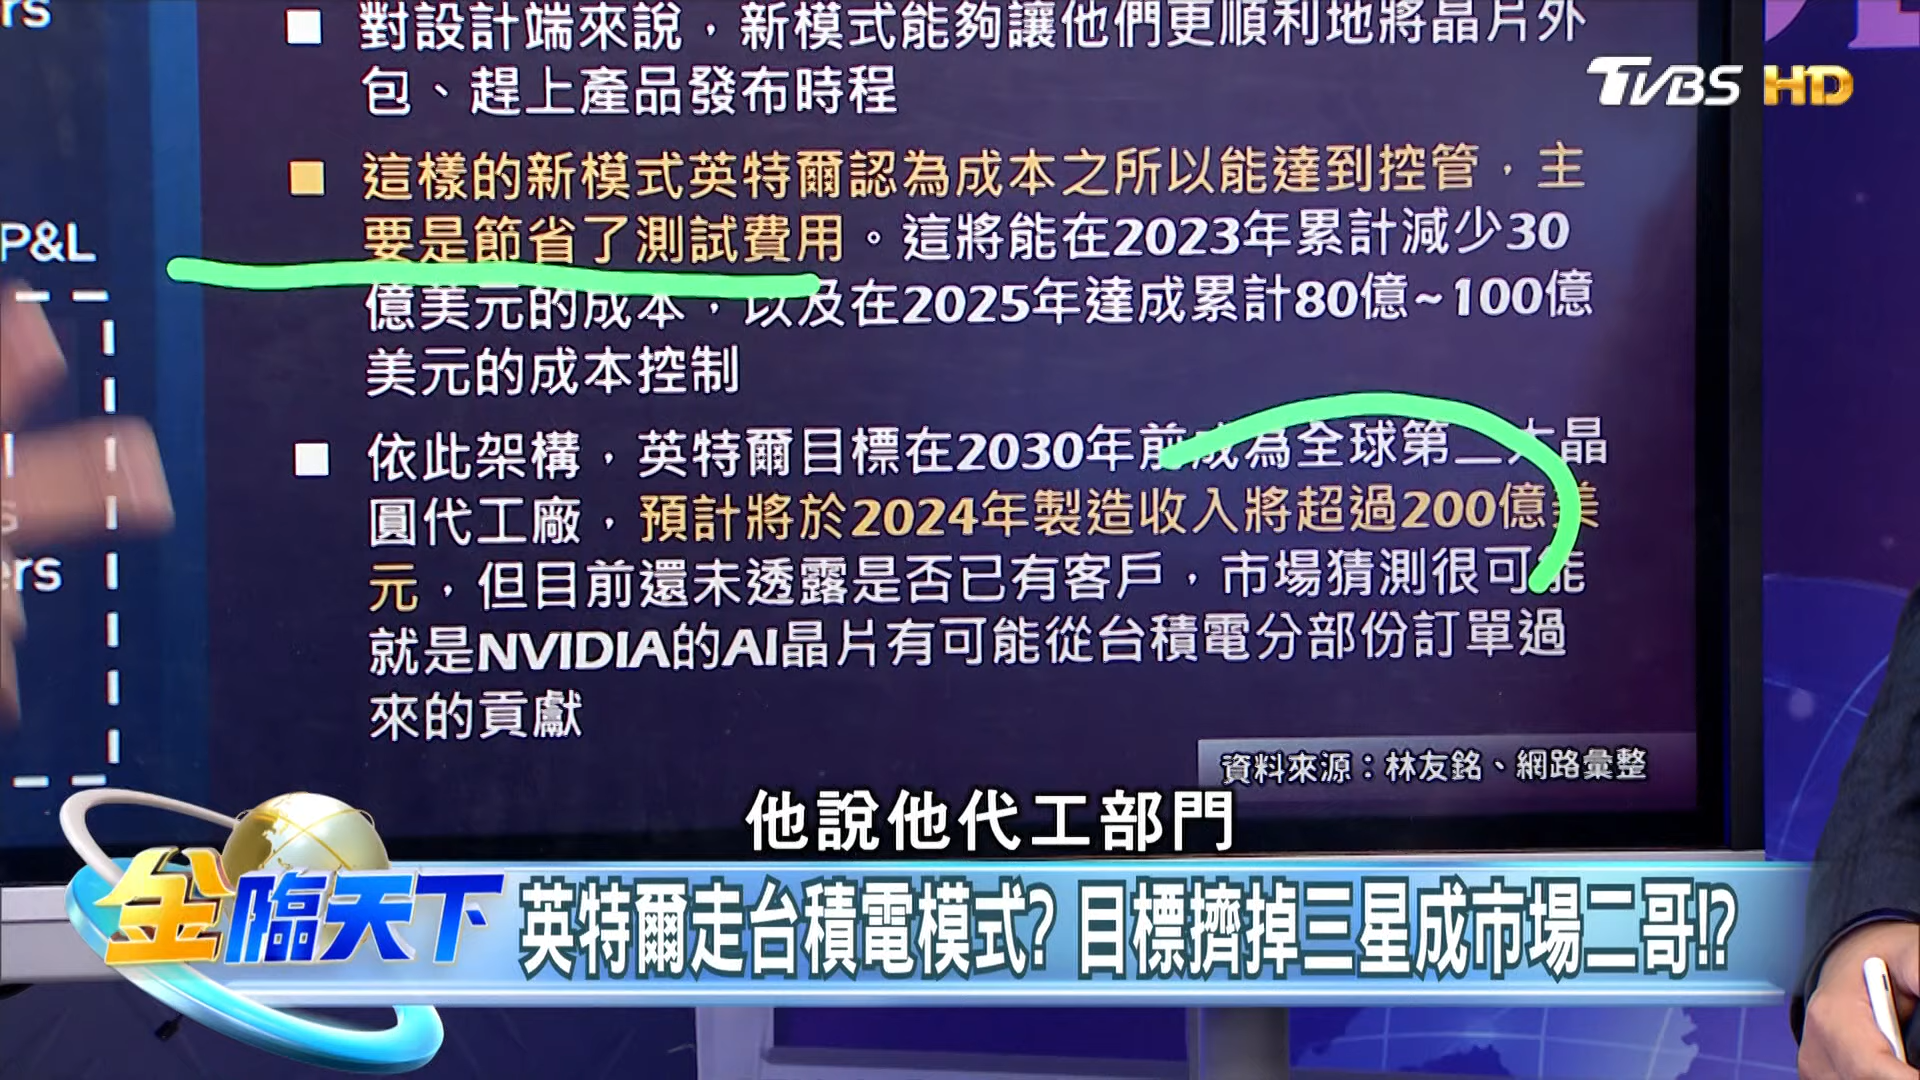 rs
P&L
ers
■ 對設計端來說，新模式能夠讓他們更順利地將晶片外
包、趕上產品發布時程
■ 這樣的新模式英特爾認為成本之所以能達到控管，主
要是節省了測試費用。這將能在2023年累計減少30
億美元的成本，以及在2025年達成累計80億~100億
美元的成本控制
■ 依此架構，英特爾目標在2030年前成為全球第二大晶
圓代工廠，預計將於2024年製造收入將超過200億美
元，但目前還未透露是否已有客戶，市場猜測很可能
就是NVIDIA的AI晶片有可能從台積電分部份訂單過
來的貢獻
資料來源：林友銘、網路彙整
TVBS HD
他說他代工部門
金臨天下
英特爾走台積電模式? 目標擠掉三星成市場二哥!?